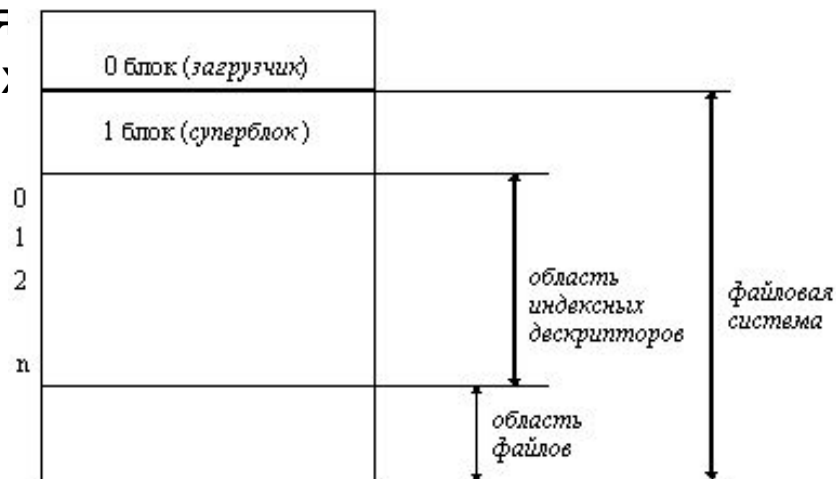 0 блок (загрузчик)
1 блок (суперблок)
0
1
2
n
область
индексных
дескрипторов
файловая
система
область
файлов